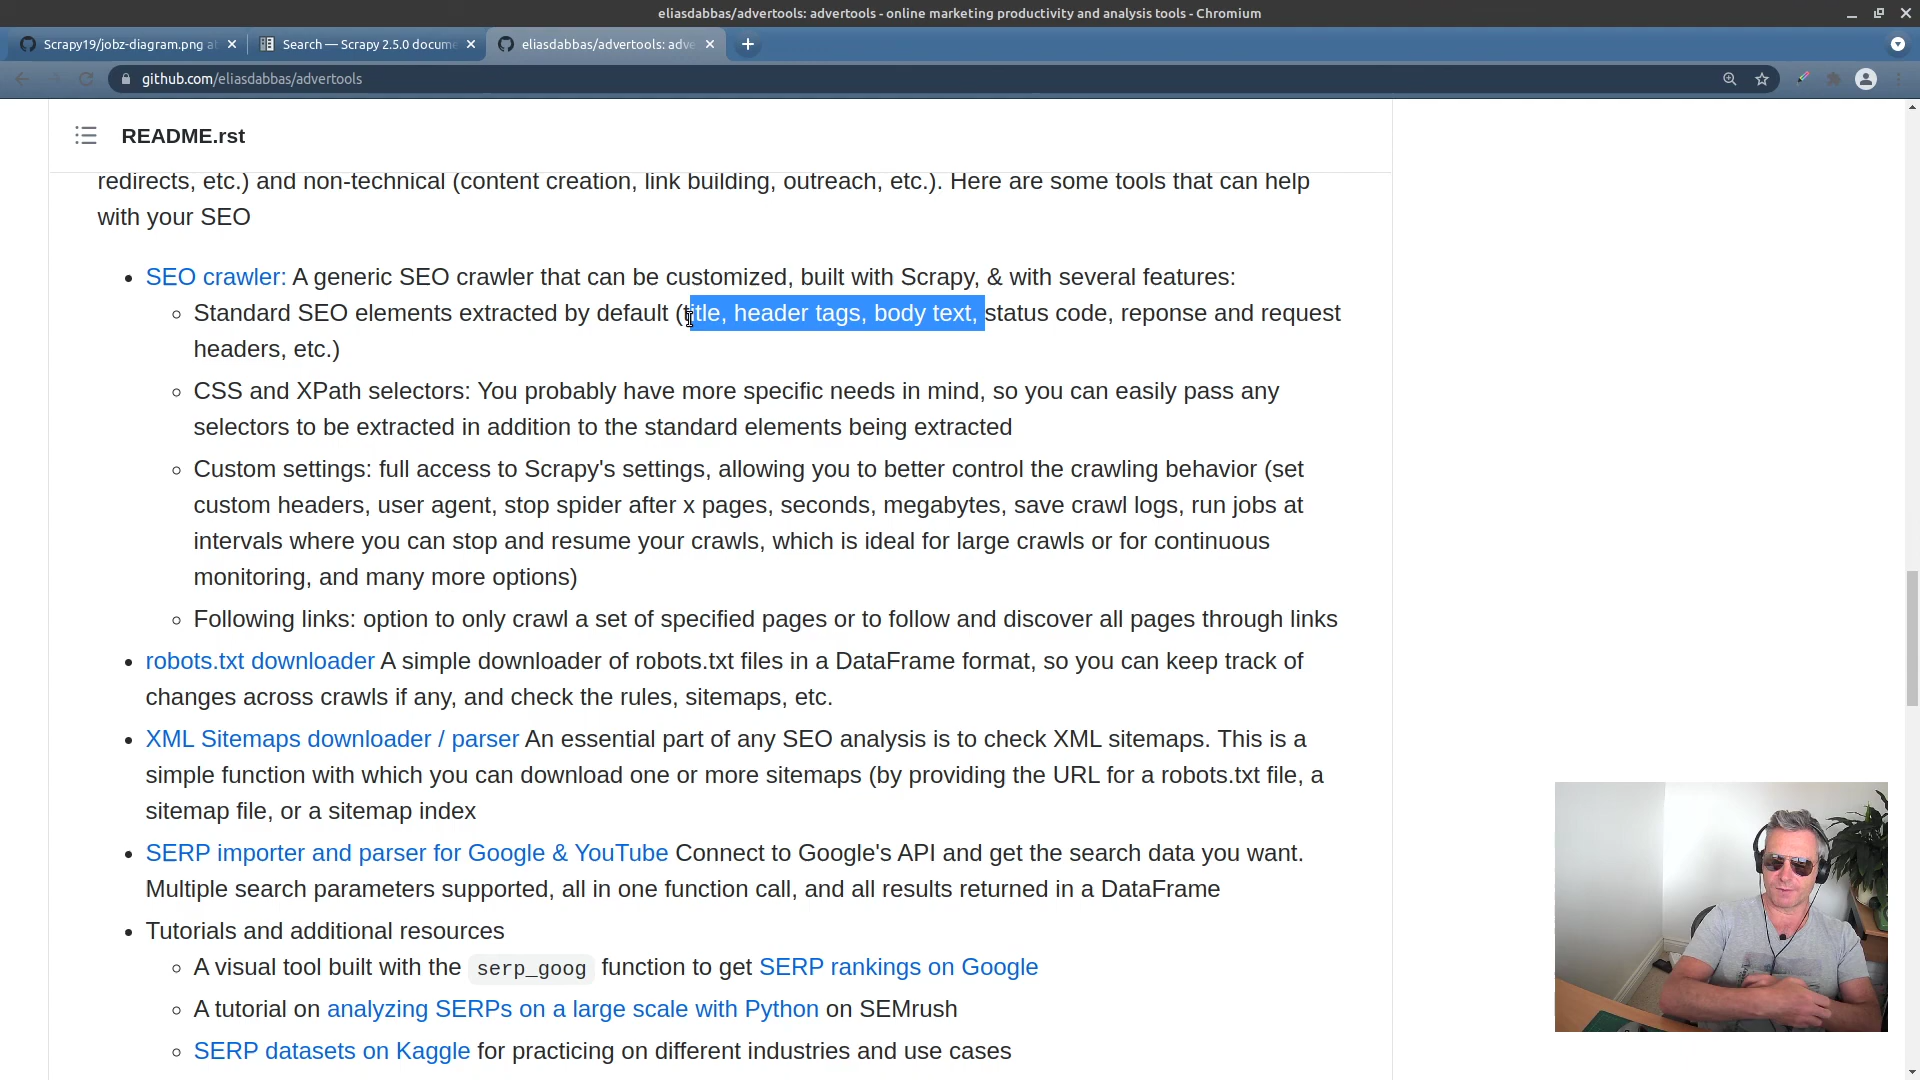 eliasdabbas/advertools: advertools - online marketing productivity and analysis tools - Chromium
Scrapy19/jobz-diagram.png at
Search — Scrapy 2.5.0 docume
eliasdabbas/advertools: adve
github.com/eliasdabbas/advertools
README.rst
redirects, etc.) and non-technical (content creation, link building, outreach, etc.). Here are some tools that can help
with your SEO
SEO crawler: A generic SEO crawler that can be customized, built with Scrapy, & with several features:
Standard SEO elements extracted by default (title, header tags, body text, status code, reponse and request
headers, etc.)
CSS and XPath selectors: You probably have more specific needs in mind, so you can easily pass any
selectors to be extracted in addition to the standard elements being extracted
Custom settings: full access to Scrapy's settings, allowing you to better control the crawling behavior (set
custom headers, user agent, stop spider after x pages, seconds, megabytes, save crawl logs, run jobs at
intervals where you can stop and resume your crawls, which is ideal for large crawls or for continuous
monitoring, and many more options)
Following links: option to only crawl a set of specified pages or to follow and discover all pages through links
robots.txt downloader A simple downloader of robots.txt files in a DataFrame format, so you can keep track of
changes across crawls if any, and check the rules, sitemaps, etc.
XML Sitemaps downloader / parser An essential part of any SEO analysis is to check XML sitemaps. This is a
simple function with which you can download one or more sitemaps (by providing the URL for a robots.txt file, a
sitemap file, or a sitemap index
SERP importer and parser for Google & YouTube Connect to Google's API and get the search data you want.
Multiple search parameters supported, all in one function call, and all results returned in a DataFrame
Tutorials and additional resources
A visual tool built with the serp_goog function to get SERP rankings on Google
A tutorial on analyzing SERPs on a large scale with Python on SEMrush
SERP datasets on Kaggle for practicing on different industries and use cases